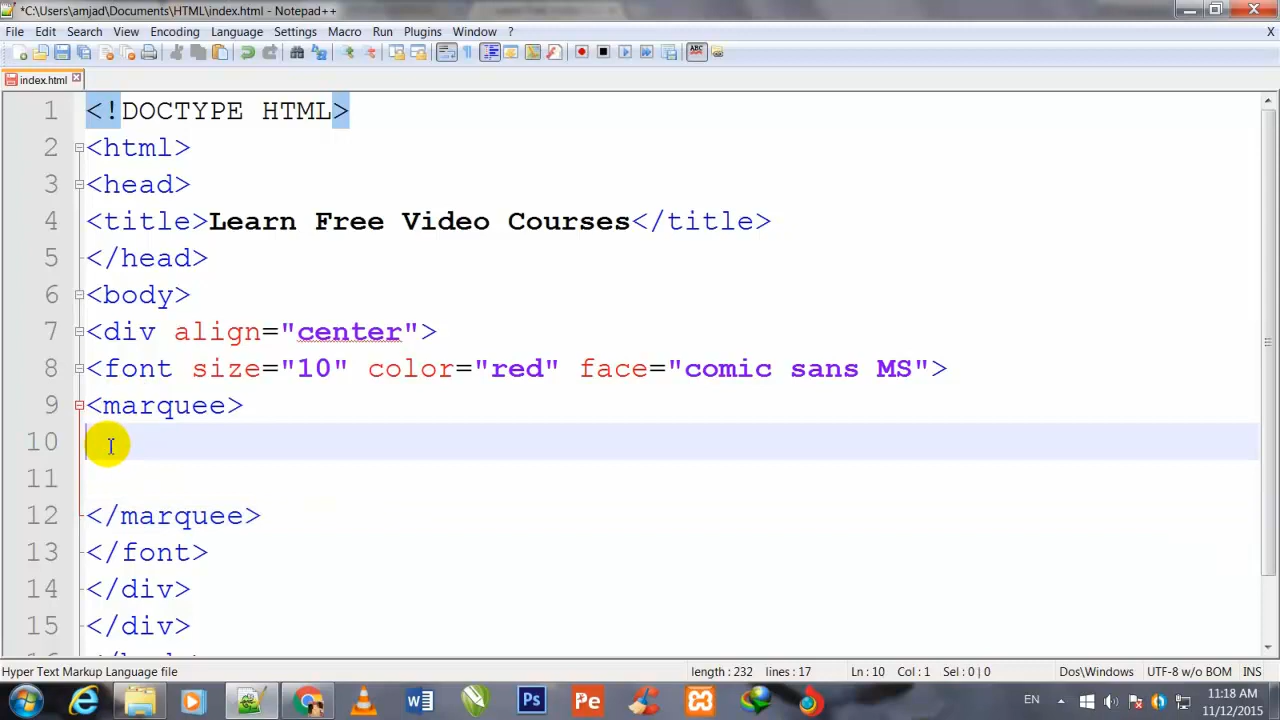 *C:\Users\amjad\Documents\HTML\index.html - Notepad++
File Edit Search View Encoding Language Settings Macro Run Plugins Window ? X
index.html
1 <!DOCTYPE HTML>
2 <html>
3 <head>
4 <title>Learn Free Video Courses</title>
5 </head>
6 <body>
7 <div align="center">
8 <font size="10" color="red" face="comic sans MS">
9 <marquee>
10
11
12 </marquee>
13 </font>
14 </div>
15 </div>
Hyper Text Markup Language file length : 232 lines : 17 Ln : 10 Col : 1 Sel : 0 | 0 Dos\Windows UTF-8 w/o BOM INS
Ps Pe EN 11:18 AM
11/12/2015